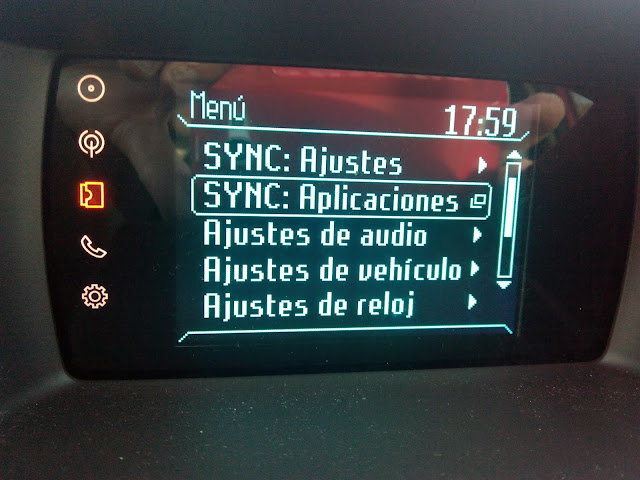 Menú
17:59
SYNC: Ajustes
SYNC: Aplicaciones
Ajustes de audio
Ajustes de vehículo
Ajustes de reloj